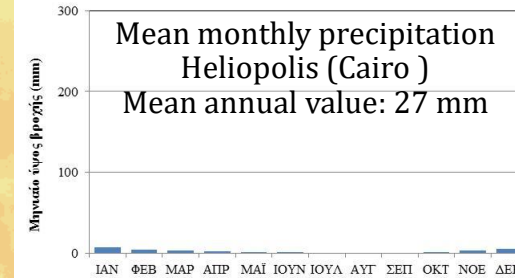 Mean monthly precipitation
Heliopolis (Cairo )
Mean annual value: 27 mm
Μηνιαίο ύψος βροχής (mm)
300
200
100
0
ΙΑΝ ΦΕΒ ΜΑΡ ΑΠΡ ΜΑΪ ΙΟΥΝ ΙΟΥΛ ΑΥΓ ΣΕΠ ΟΚΤ ΝΟΕ ΔΕΚ